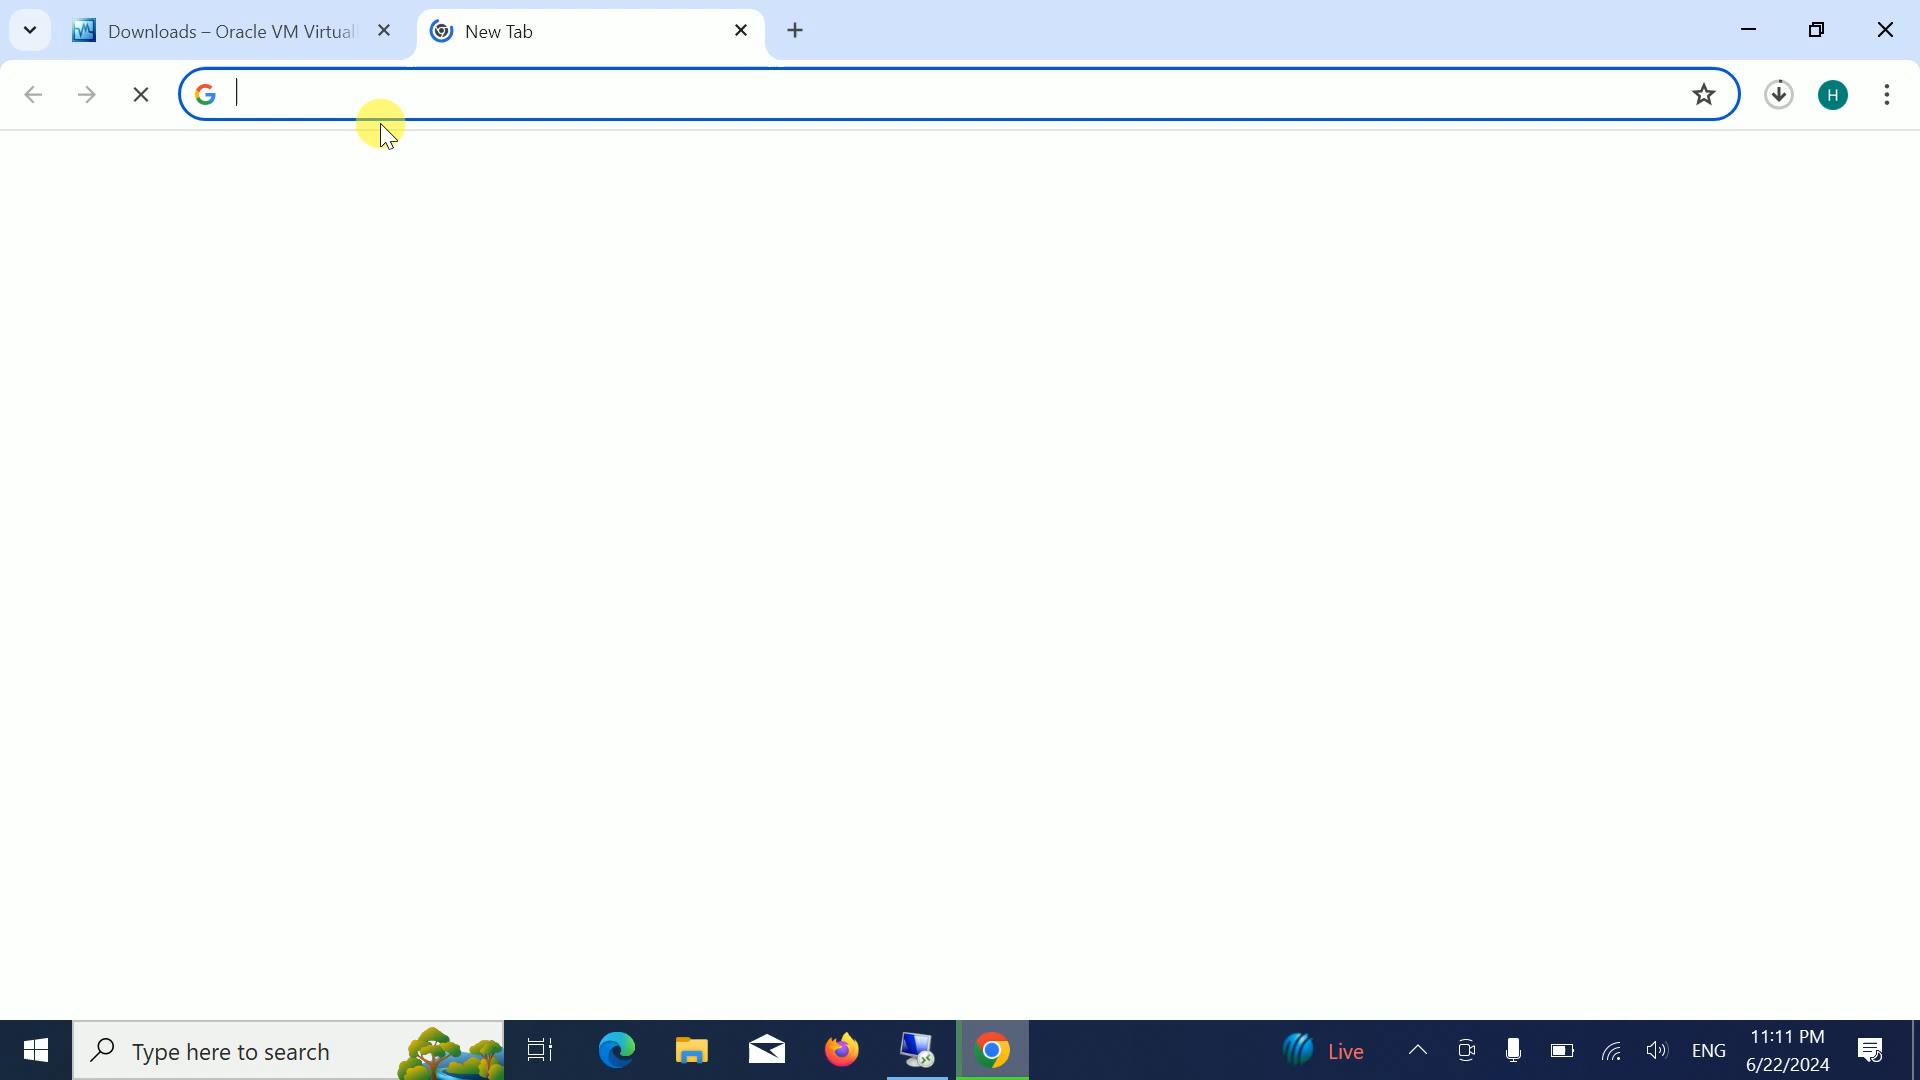 Downloads – Oracle VM Virtual
New Tab
H
Type here to search
Live
ENG
11:11 PM
6/22/2024